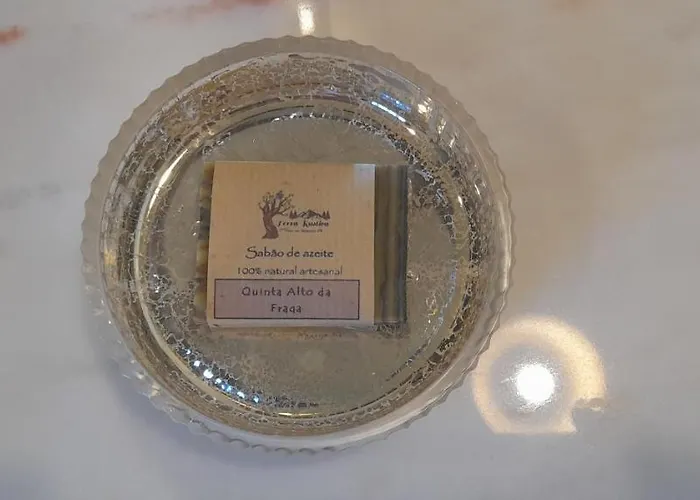 Sabão de azeite
100% natural artesanal
Quinta Alto da
Fraga